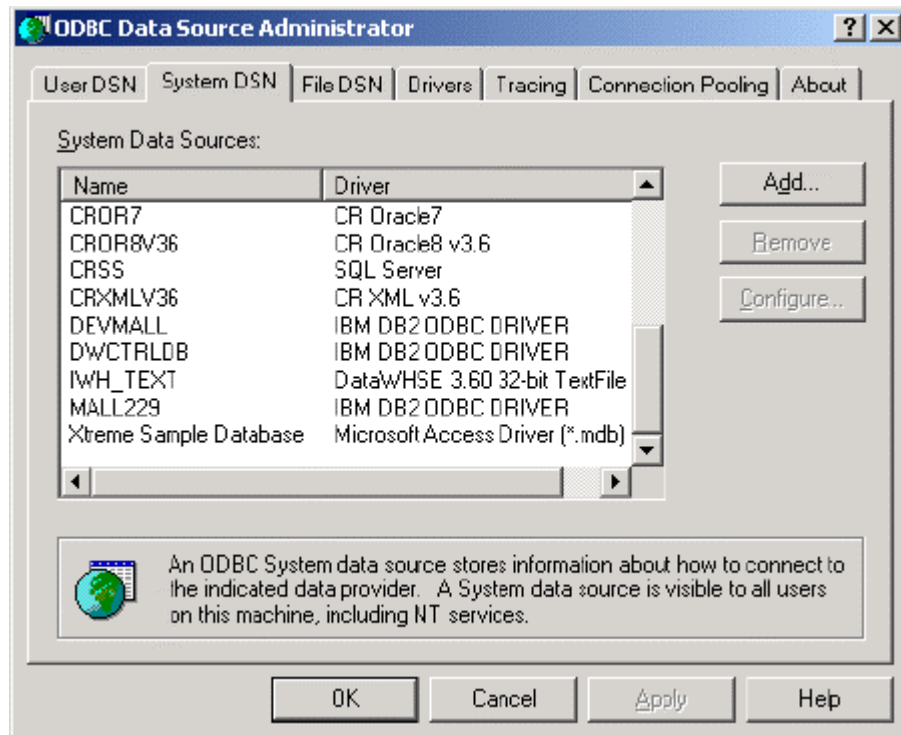 ODBC Data Source Administrator
User DSN System DSN File DSN Drivers Tracing Connection Pooling About
System Data Sources:
Name Driver
CROR7 CR Oracle7
CROR8V36 CR Oracle8 v3.6
CRSS SQL Server
CRXMLV36 CR XML v3.6
DEVMALL IBM DB2 ODBC DRIVER
DWCTRLDB IBM DB2 ODBC DRIVER
IWH_TEXT DataWHSE 3.60 32-bit TextFile
MALL229 IBM DB2 ODBC DRIVER
Xtreme Sample Database Microsoft Access Driver (*.mdb)
Add...
Remove
Configure...
An ODBC System data source stores information about how to connect to
the indicated data provider. A System data source is visible to all users
on this machine, including NT services.
OK Cancel Apply Help